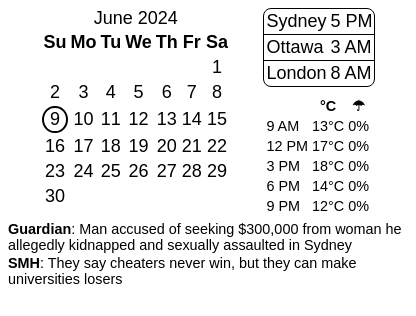 June 2024
Su Mo Tu We Th Fr Sa
1
2 3 4 5 6 7 8
9 10 11 12 13 14 15
16 17 18 19 20 21 22
23 24 25 26 27 28 29
30
Sydney 5 PM
Ottawa 3 AM
London 8 AM
°C ☂
9 AM 13°C 0%
12 PM 17°C 0%
3 PM 18°C 0%
6 PM 14°C 0%
9 PM 12°C 0%
Guardian: Man accused of seeking $300,000 from woman he
allegedly kidnapped and sexually assaulted in Sydney
SMH: They say cheaters never win, but they can make
universities losers